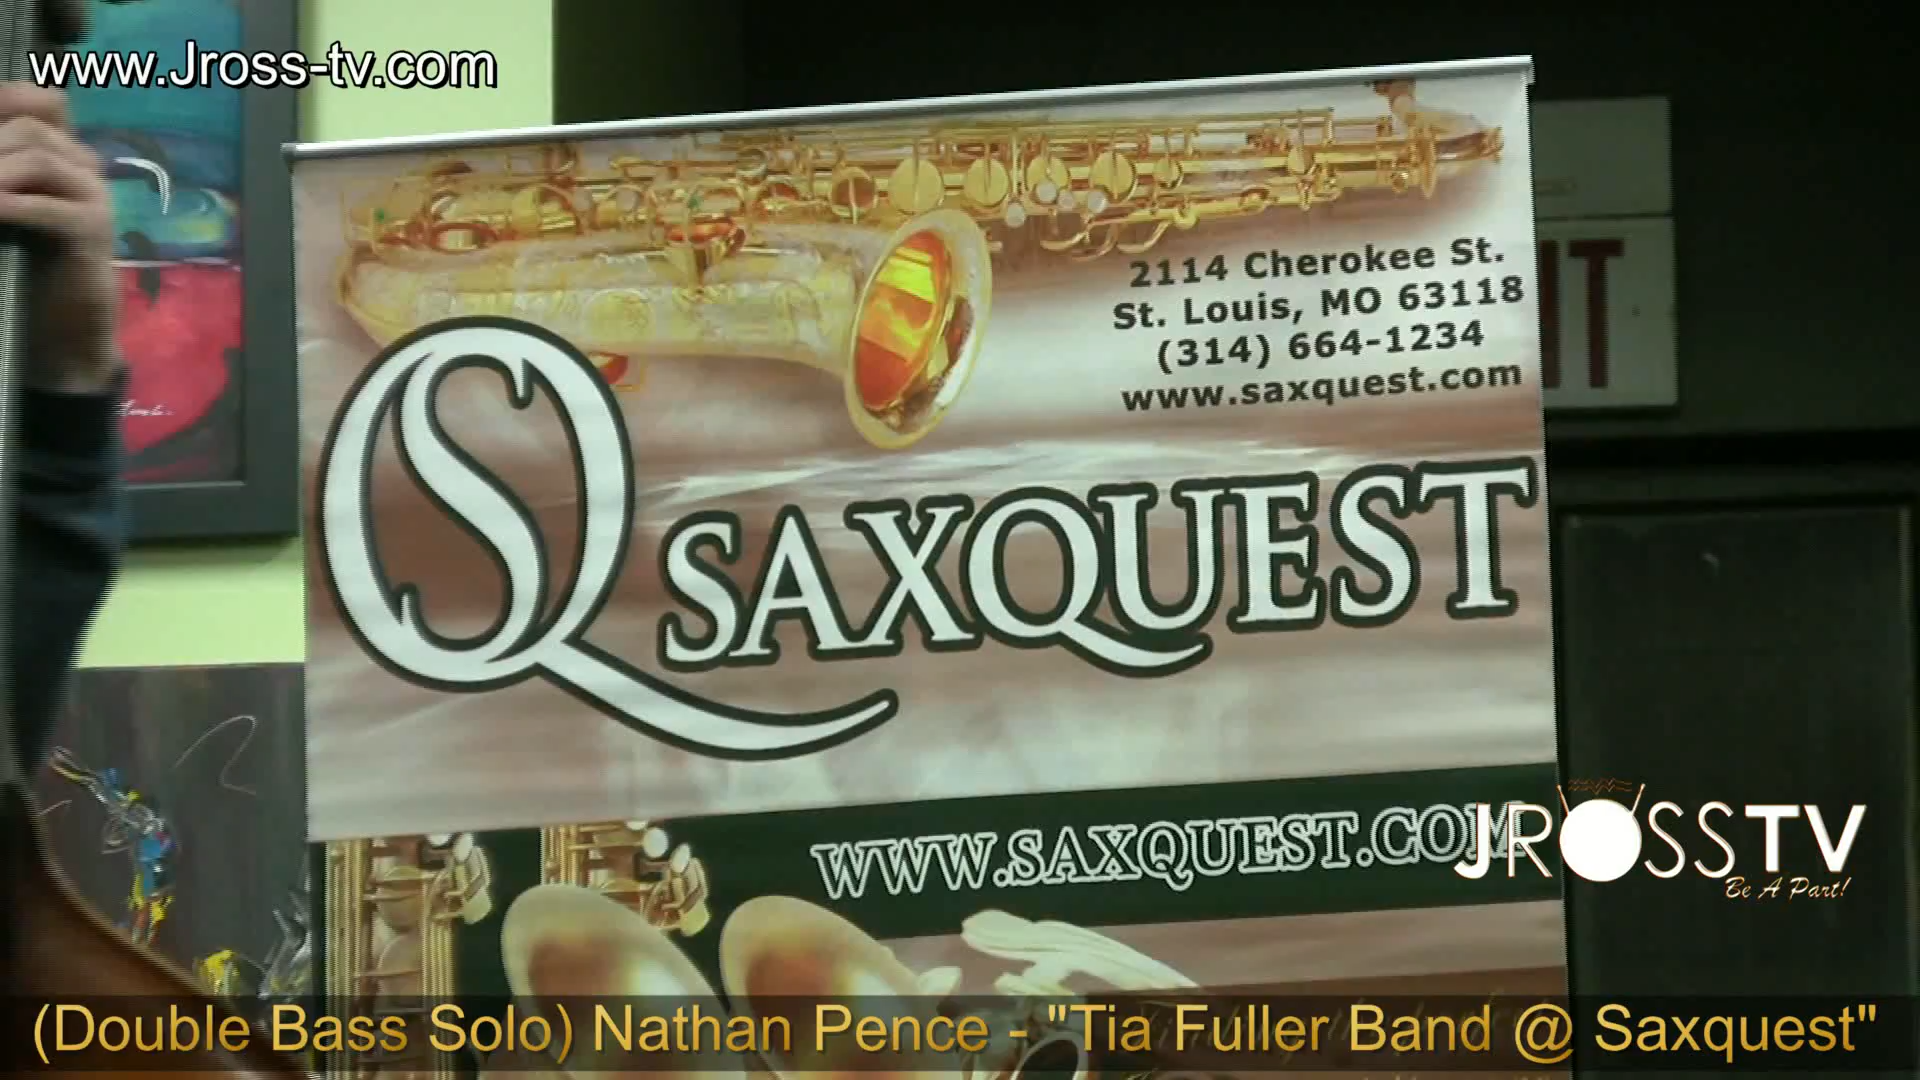 www.Jross-tv.com
2114 Cherokee St.
St. Louis, MO 63118
(314) 664-1234
www.saxquest.com
SQ SAXQUEST
WWW.SAXQUEST.COM
JROSSTV
Be A Part!
(Double Bass Solo) Nathan Pence - "Tia Fuller Band @ Saxquest"